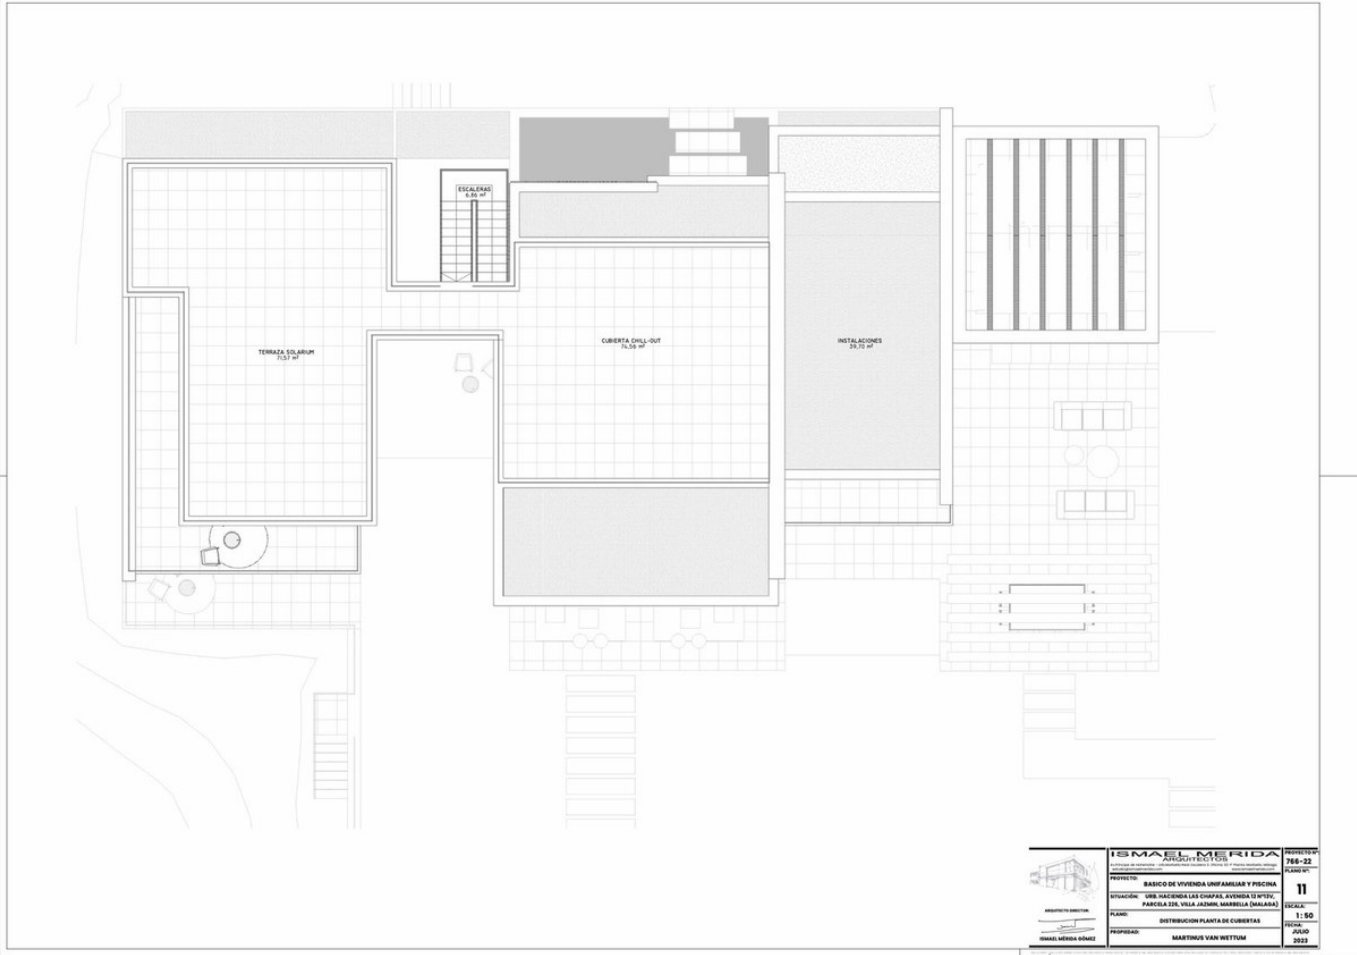 ESCALERAS
6,86 m²
TERRAZA SOLARIUM
71,57 m²
CUBIERTA CHILL-OUT
74,56 m²
INSTALACIONES
39,70 m²
ISMAEL MERIDA
ARQUITECTOS
PROYECTO Nº:
766-22
PROYECTO:
BASICO DE VIVIENDA UNIFAMILIAR Y PISCINA
PLANO Nº:
11
SITUACIÓN: URB. HACIENDA LAS CHAPAS, AVENIDA 12 Nº13V,
PARCELA 226, VILLA JAZMIN, MARBELLA (MALAGA)
PLANO:
DISTRIBUCION PLANTA DE CUBIERTAS
ESCALA:
1:50
PROPIEDAD:
MARTINUS VAN WETTUM
FECHA:
JULIO
2023
ARQUITECTO DIRECTOR:
ISMAEL MÉRIDA GÓMEZ